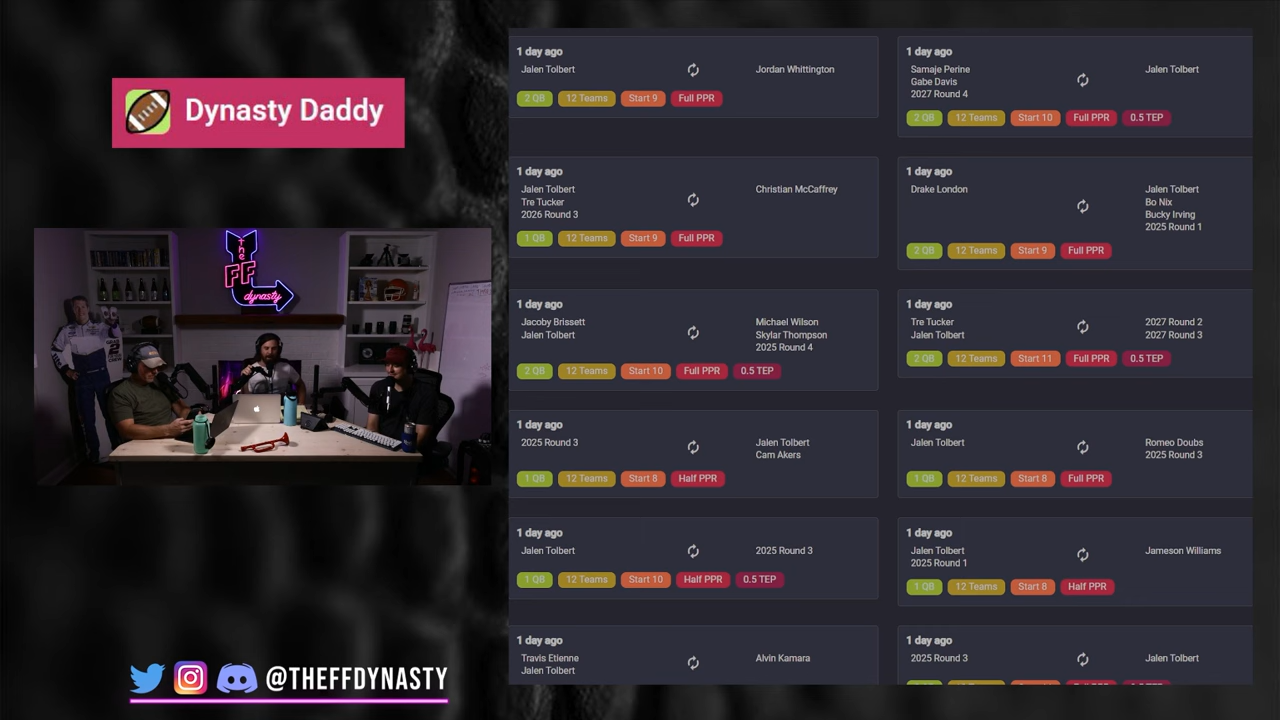 Dynasty Daddy
the
FF
dynasty
@THEFFDYNASTY
1 day ago
Jalen Tolbert
Jordan Whittington
2 QB 12 Teams Start 9 Full PPR
1 day ago
Samaje Perine
Gabe Davis
2027 Round 4
Jalen Tolbert
2 QB 12 Teams Start 10 Full PPR 0.5 TEP
1 day ago
Jalen Tolbert
Tre Tucker
2026 Round 3
Christian McCaffrey
1 QB 12 Teams Start 9 Full PPR
1 day ago
Drake London
Jalen Tolbert
Bo Nix
Bucky Irving
2025 Round 1
2 QB 12 Teams Start 9 Full PPR
1 day ago
Jacoby Brissett
Jalen Tolbert
Michael Wilson
Skylar Thompson
2025 Round 4
2 QB 12 Teams Start 10 Full PPR 0.5 TEP
1 day ago
Tre Tucker
Jalen Tolbert
2027 Round 2
2027 Round 3
2 QB 12 Teams Start 11 Full PPR 0.5 TEP
1 day ago
2025 Round 3
Jalen Tolbert
Cam Akers
1 QB 12 Teams Start 8 Half PPR
1 day ago
Jalen Tolbert
Romeo Doubs
2025 Round 3
1 QB 12 Teams Start 8 Full PPR
1 day ago
Jalen Tolbert
2025 Round 3
1 QB 12 Teams Start 10 Half PPR 0.5 TEP
1 day ago
Jalen Tolbert
2025 Round 1
Jameson Williams
1 QB 12 Teams Start 8 Half PPR
1 day ago
Travis Etienne
Jalen Tolbert
Alvin Kamara
1 day ago
2025 Round 3
Jalen Tolbert